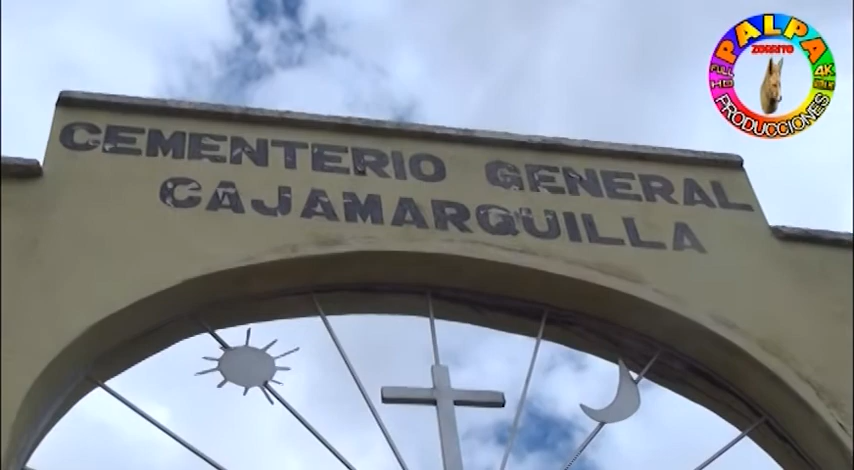 CEMENTERIO GENERAL
CAJAMARQUILLA
PALPA
ZORRITO
FULL HD
4K
PRODUCCIONES